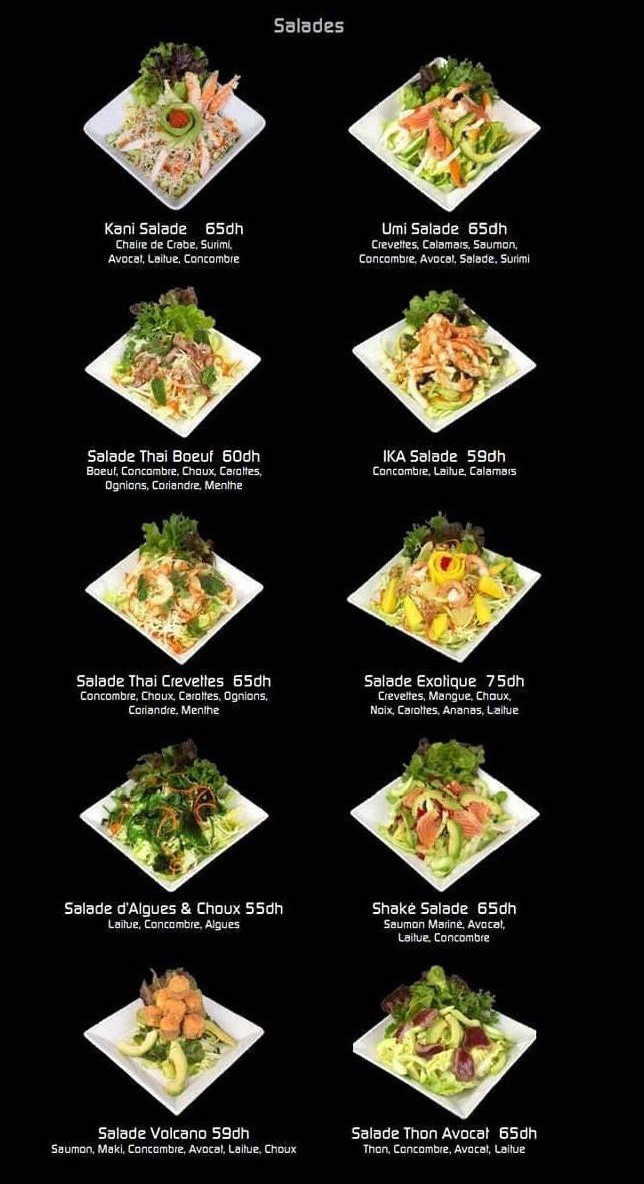 Salades
Kani Salade 65dh
Chaire de Crabe, Surimi,
Avocat, Laitue, Concombre
Umi Salade 65dh
Crevettes, Calamars, Saumon,
Concombre, Avocat, Salade, Surimi
Salade Thai Boeuf 60dh
Boeuf, Concombre, Choux, Carottes,
Ognions, Coriandre, Menthe
IKA Salade 59dh
Concombre, Laitue, Calamars
Salade Thai Crevettes 65dh
Concombre, Choux, Carottes, Ognions,
Coriandre, Menthe
Salade Exotique 75dh
Crevettes, Mangue, Choux,
Noix, Carottes, Ananas, Laitue
Salade d'Algues & Choux 55dh
Laitue, Concombre, Algues
Shaké Salade 65dh
Saumon Mariné, Avocat,
Laitue, Concombre
Salade Volcano 59dh
Saumon, Maki, Concombre, Avocat, Laitue, Choux
Salade Thon Avocat 65dh
Thon, Concombre, Avocat, Laitue